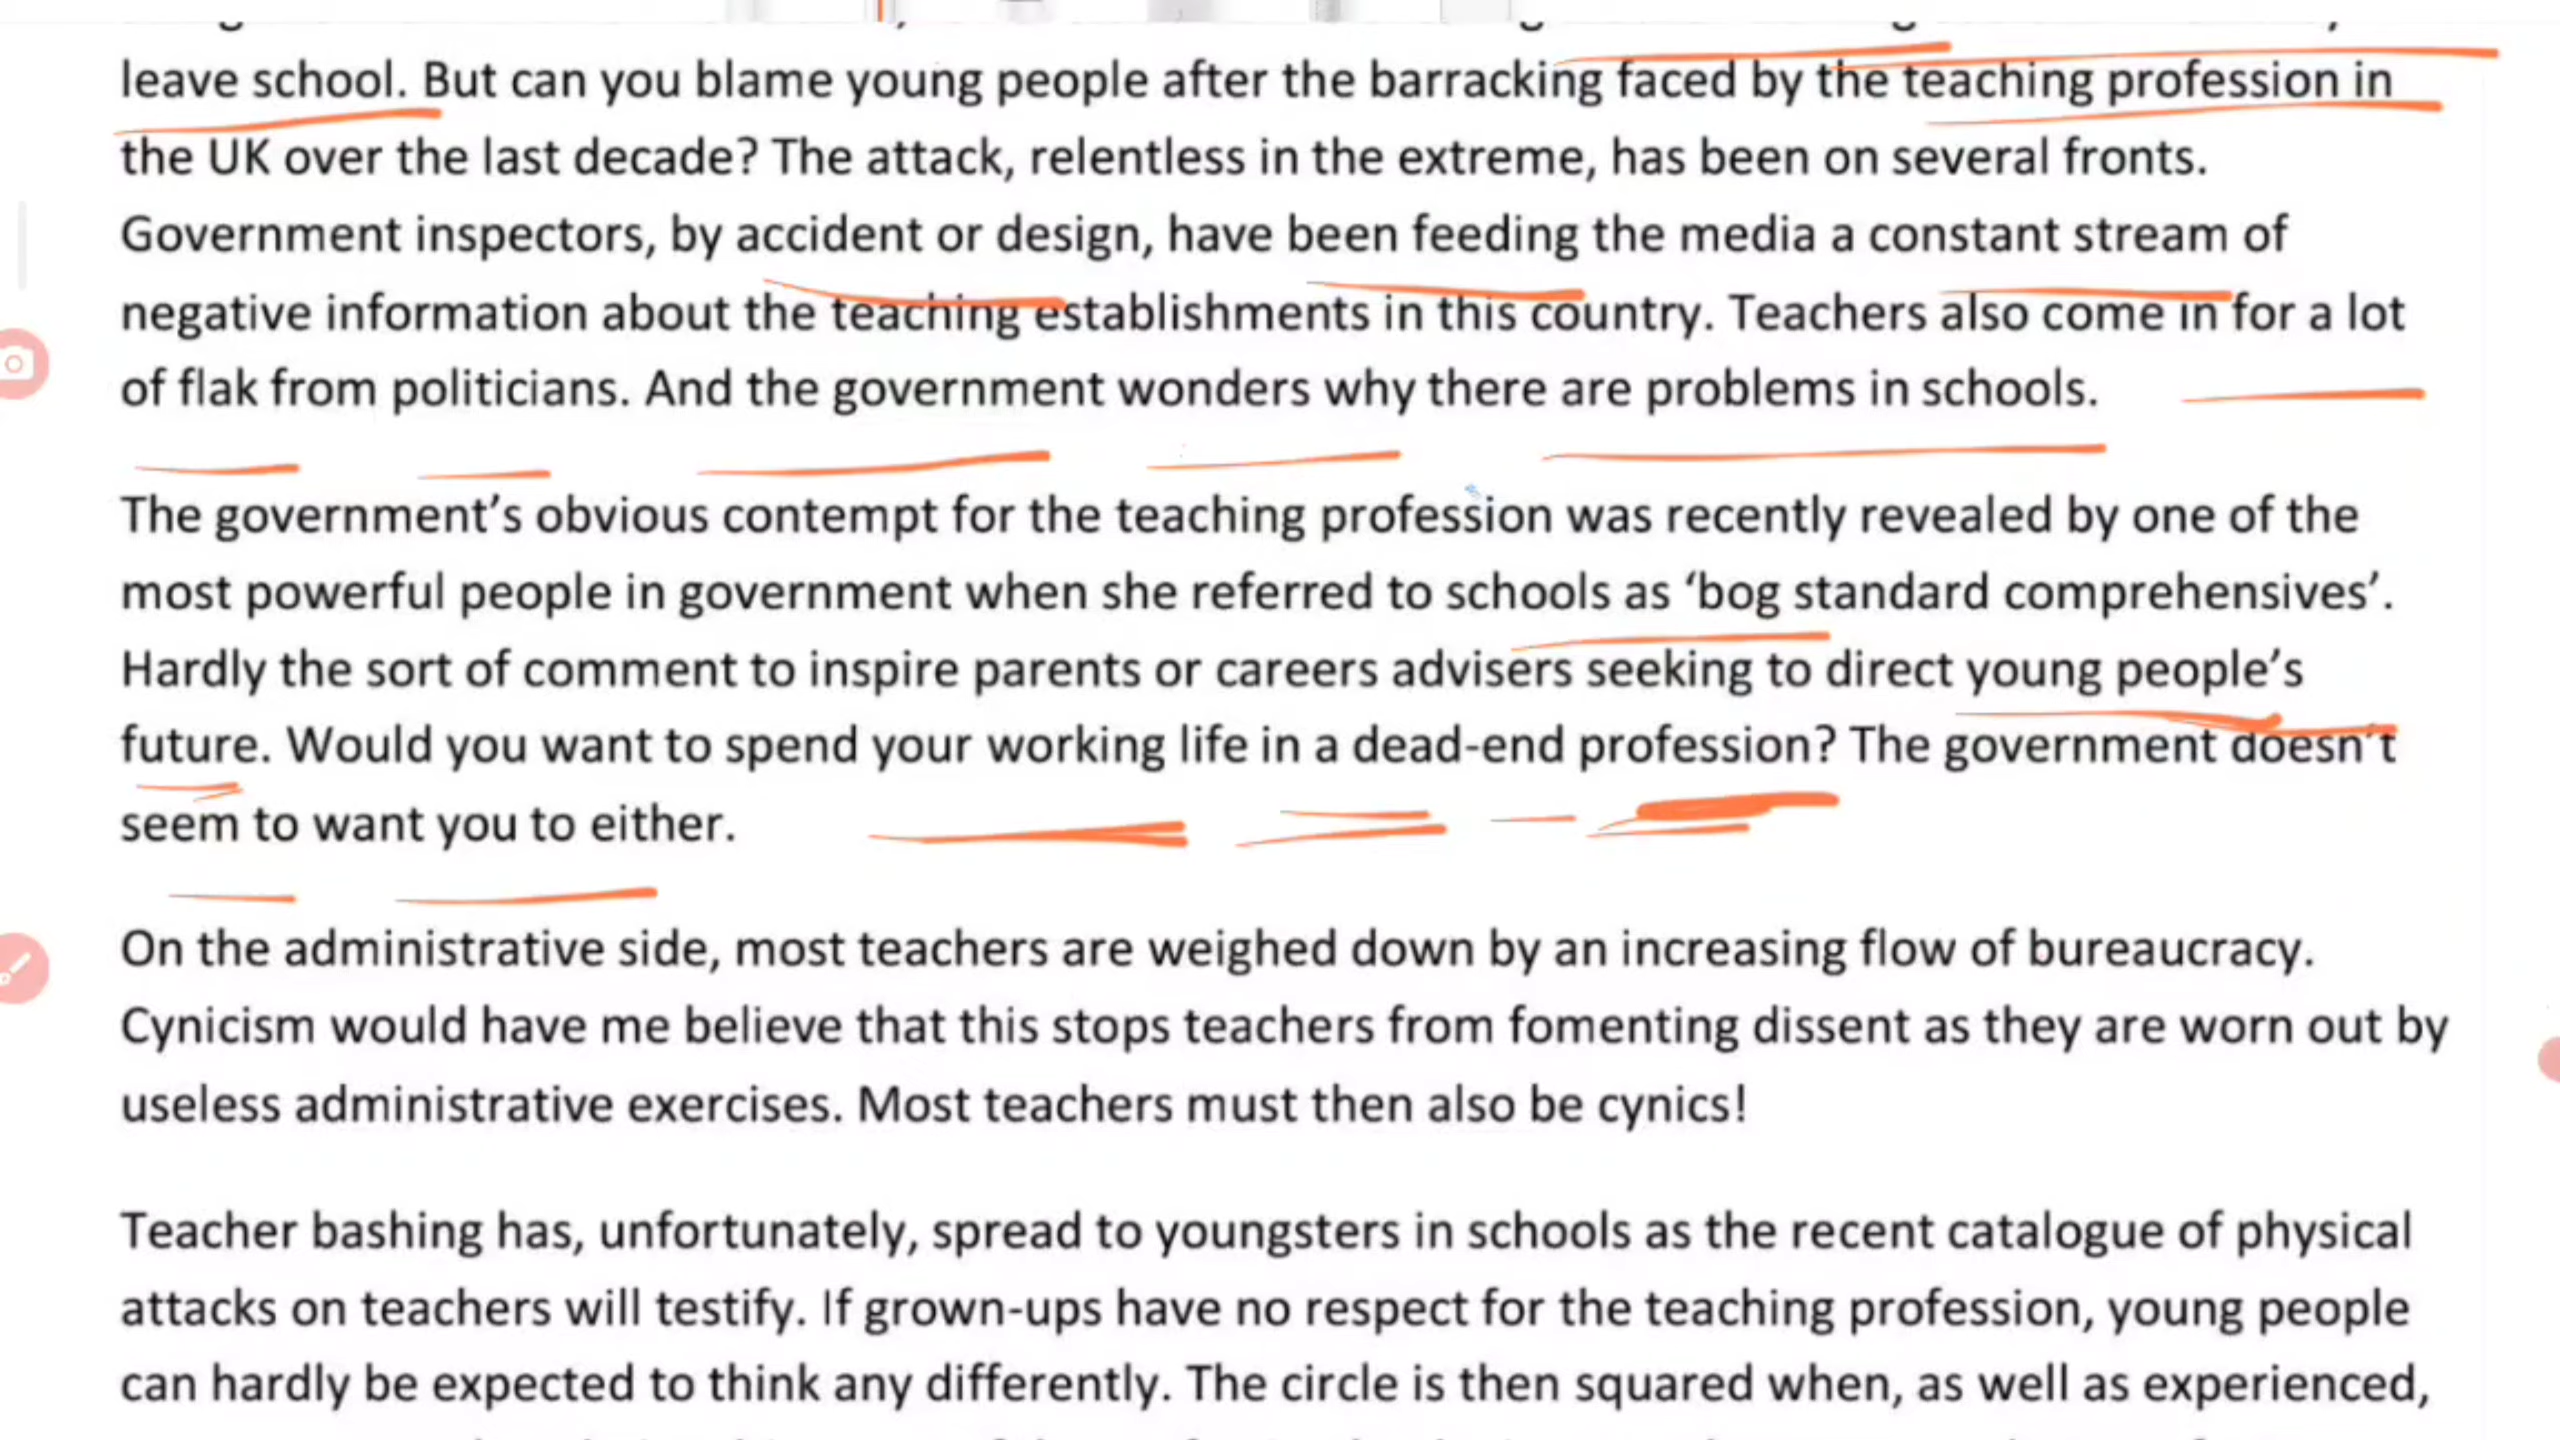 leave school. But can you blame young people after the barracking faced by the teaching profession in
the UK over the last decade? The attack, relentless in the extreme, has been on several fronts.
Government inspectors, by accident or design, have been feeding the media a constant stream of
negative information about the teaching establishments in this country. Teachers also come in for a lot
of flak from politicians. And the government wonders why there are problems in schools.
The government’s obvious contempt for the teaching profession was recently revealed by one of the
most powerful people in government when she referred to schools as ‘bog standard comprehensives’.
Hardly the sort of comment to inspire parents or careers advisers seeking to direct young people’s
future. Would you want to spend your working life in a dead-end profession? The government doesn’t
seem to want you to either.
On the administrative side, most teachers are weighed down by an increasing flow of bureaucracy.
Cynicism would have me believe that this stops teachers from fomenting dissent as they are worn out by
useless administrative exercises. Most teachers must then also be cynics!
Teacher bashing has, unfortunately, spread to youngsters in schools as the recent catalogue of physical
attacks on teachers will testify. If grown-ups have no respect for the teaching profession, young people
can hardly be expected to think any differently. The circle is then squared when, as well as experienced,